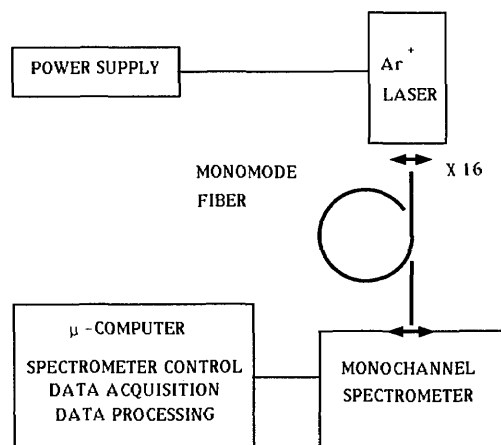 POWER SUPPLY
Ar+
LASER
X 16
MONOMODE
FIBER
μ-COMPUTER
SPECTROMETER CONTROL
DATA ACQUISITION
DATA PROCESSING
MONOCHANNEL
SPECTROMETER